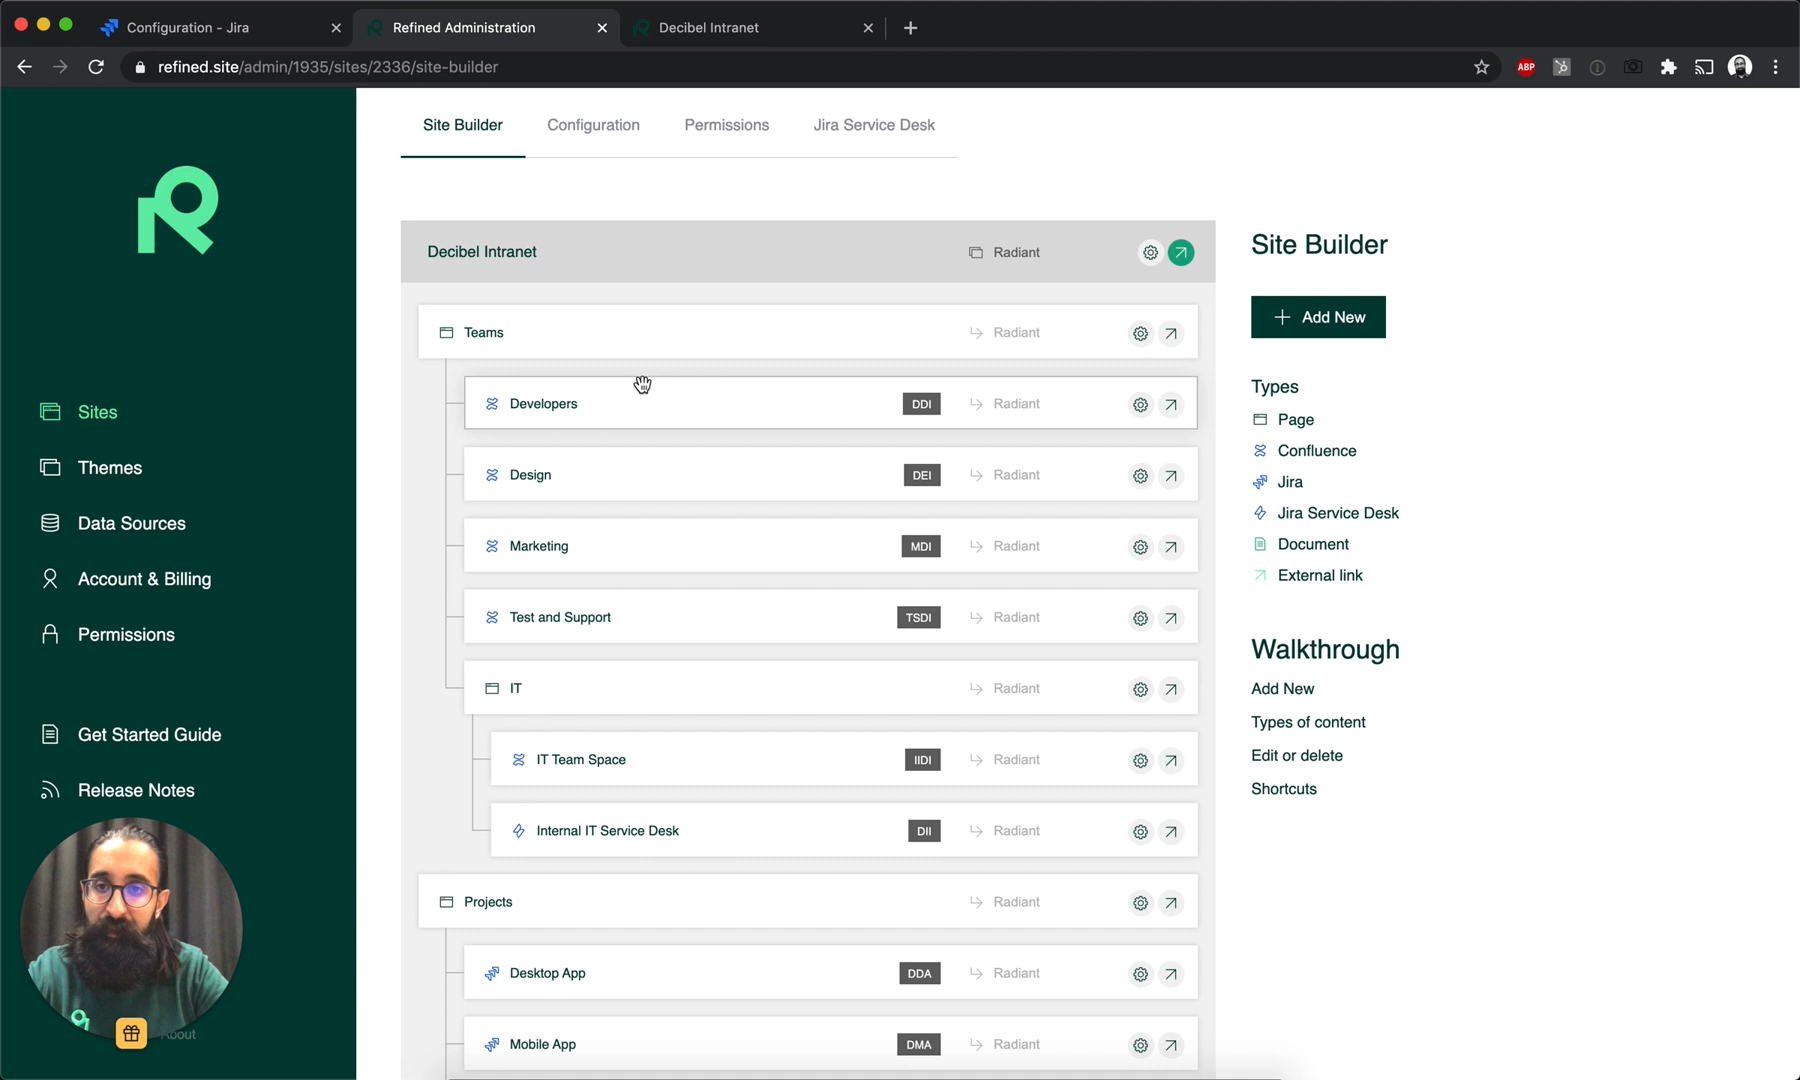 Configuration - Jira
Refined Administration
Decibel Intranet
refined.site/admin/1935/sites/2336/site-builder
ABP
Sites
Themes
Data Sources
Account & Billing
Permissions
Get Started Guide
Release Notes
About
Site Builder
Configuration
Permissions
Jira Service Desk
Decibel Intranet
Radiant
Teams
Radiant
Developers
DDI
Radiant
Design
DEI
Radiant
Marketing
MDI
Radiant
Test and Support
TSDI
Radiant
IT
Radiant
IT Team Space
IIDI
Radiant
Internal IT Service Desk
DII
Radiant
Projects
Radiant
Desktop App
DDA
Radiant
Mobile App
DMA
Radiant
Site Builder
Add New
Types
Page
Confluence
Jira
Jira Service Desk
Document
External link
Walkthrough
Add New
Types of content
Edit or delete
Shortcuts